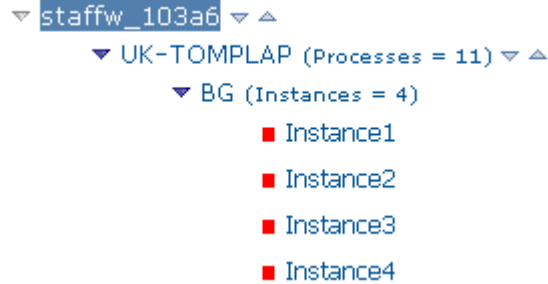 staffw_103a6
UK-TOMPLAP (Processes = 11)
BG (Instances = 4)
Instance1
Instance2
Instance3
Instance4